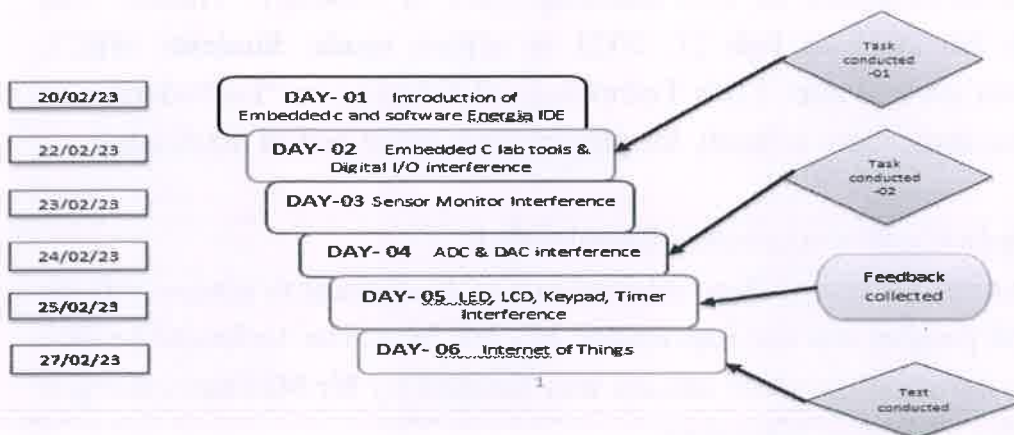 20/02/23
DAY- 01 Introduction of
Embedded c and software Energia IDE
Task
conducted
-01
22/02/23
DAY- 02 Embedded C lab tools &
Digital I/O interference
23/02/23
DAY-03 Sensor Monitor Interference
Task
conducted
-02
24/02/23
DAY- 04 ADC & DAC interference
25/02/23
DAY- 05 LED, LCD, Keypad, Timer
Interference
Feedback
collected
27/02/23
DAY- 06 Internet of Things
1
Test
conducted